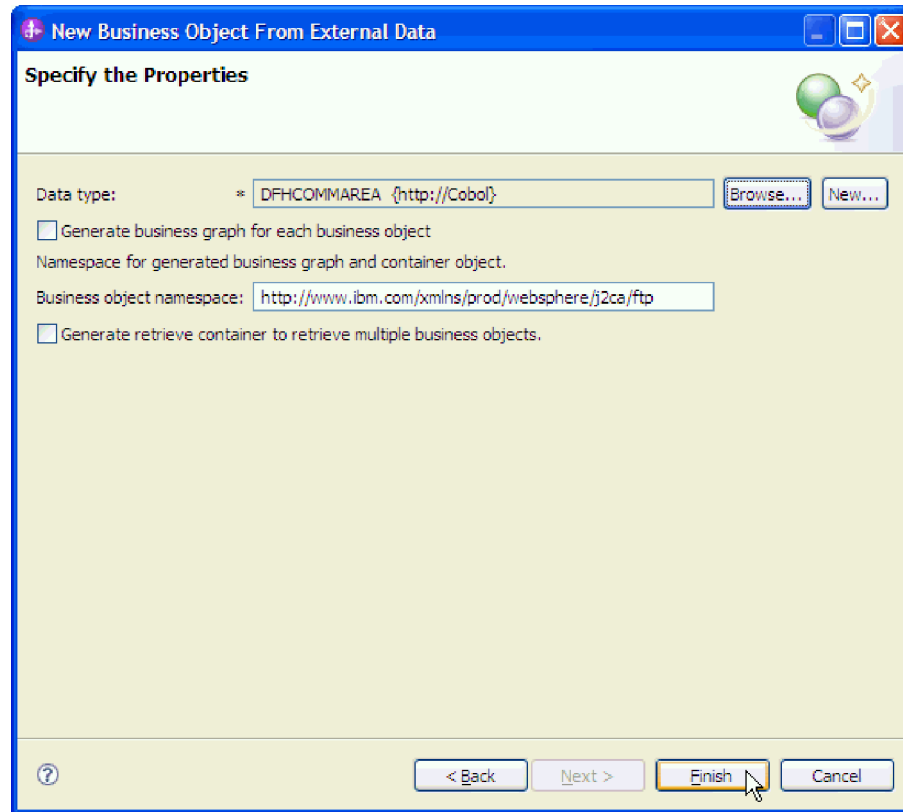 New Business Object From External Data
Specify the Properties
Data type: * DFHCOMMAREA {http://Cobol} Browse... New...
Generate business graph for each business object
Namespace for generated business graph and container object.
Business object namespace: http://www.ibm.com/xmlns/prod/websphere/j2ca/ftp
Generate retrieve container to retrieve multiple business objects.
? < Back Next > Finish Cancel